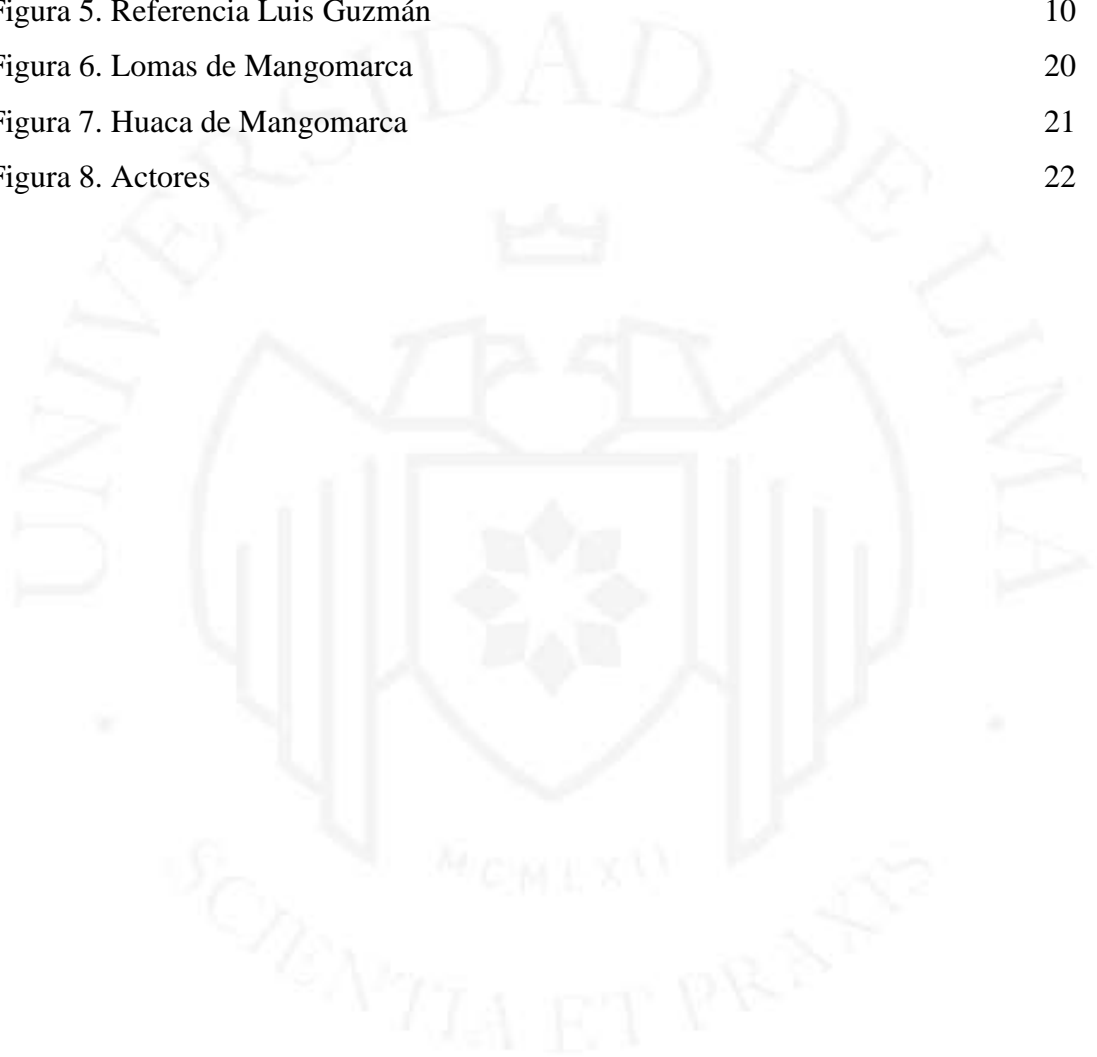 Figura 5. Referencia Luis Guzmán 10
Figura 6. Lomas de Mangomarca 20
Figura 7. Huaca de Mangomarca 21
Figura 8. Actores 22
UNIVERSIDAD DE LIMA
MCMLXII
SCIENTIA ET PRAXIS